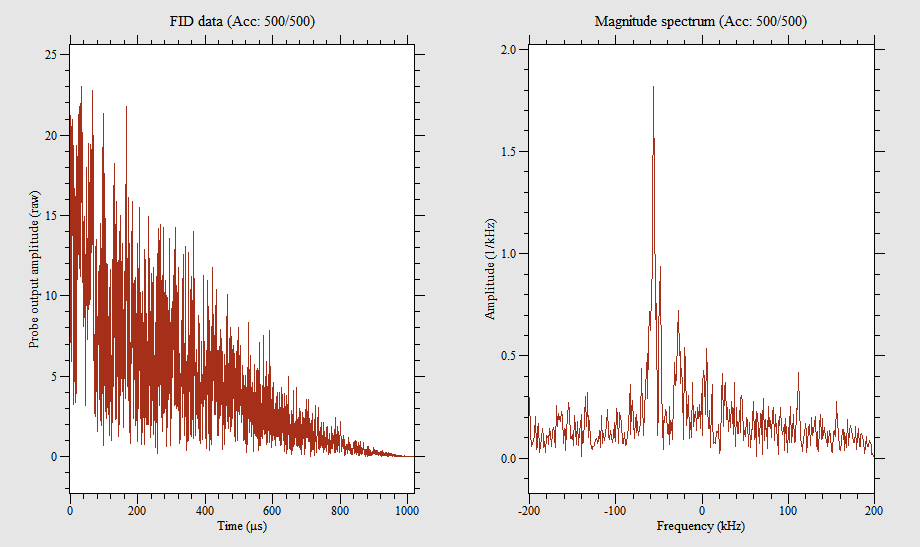 FID data (Acc: 500/500)
25
20
15
10
5
0
Probe output amplitude (raw)
0 200 400 600 800 1000
Time (µs)
Magnitude spectrum (Acc: 500/500)
2.0
1.5
1.0
0.5
0.0
Amplitude (1/kHz)
-200 -100 0 100 200
Frequency (kHz)